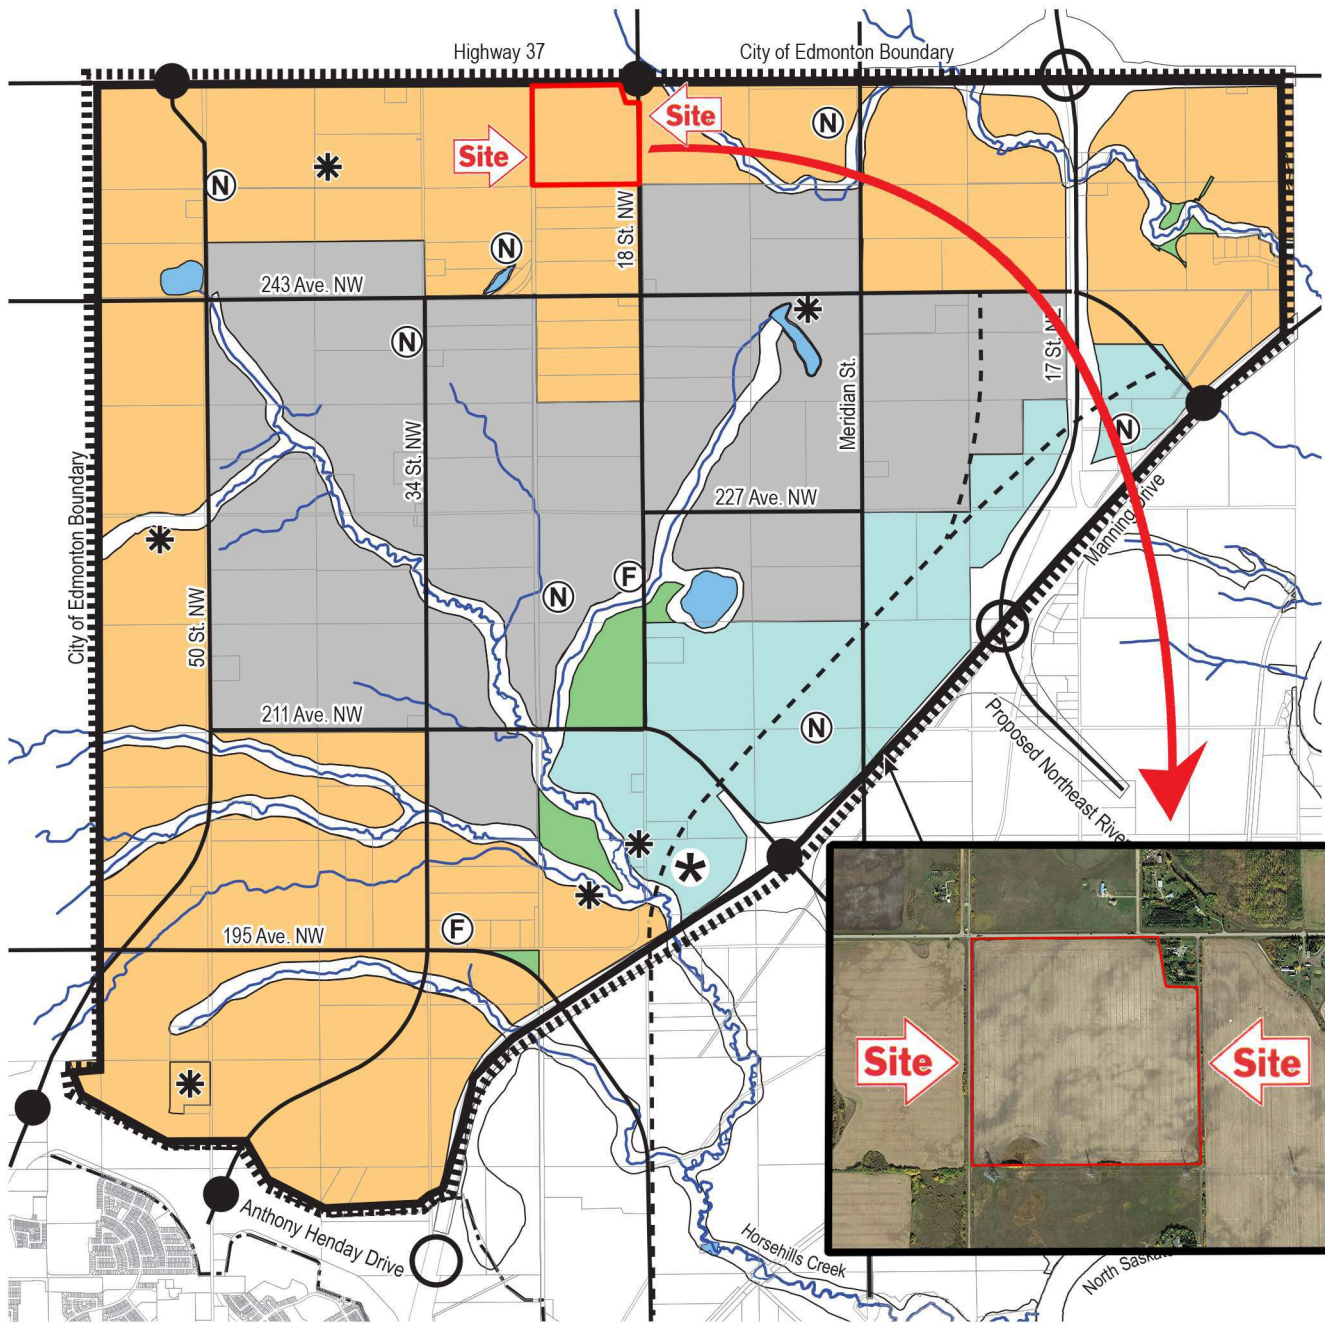 Highway 37
City of Edmonton Boundary
Site
Site
N
N
N
18 St. NW
243 Ave. NW
N
17 St. N
Meridian St.
34 St. NW
N
City of Edmonton Boundary
227 Ave. NW
Manning Drive
F
N
50 St. NW
211 Ave. NW
N
Proposed Northeast River
195 Ave. NW
F
Site
Site
Anthony Henday Drive
Horsehills Creek
North Saskat